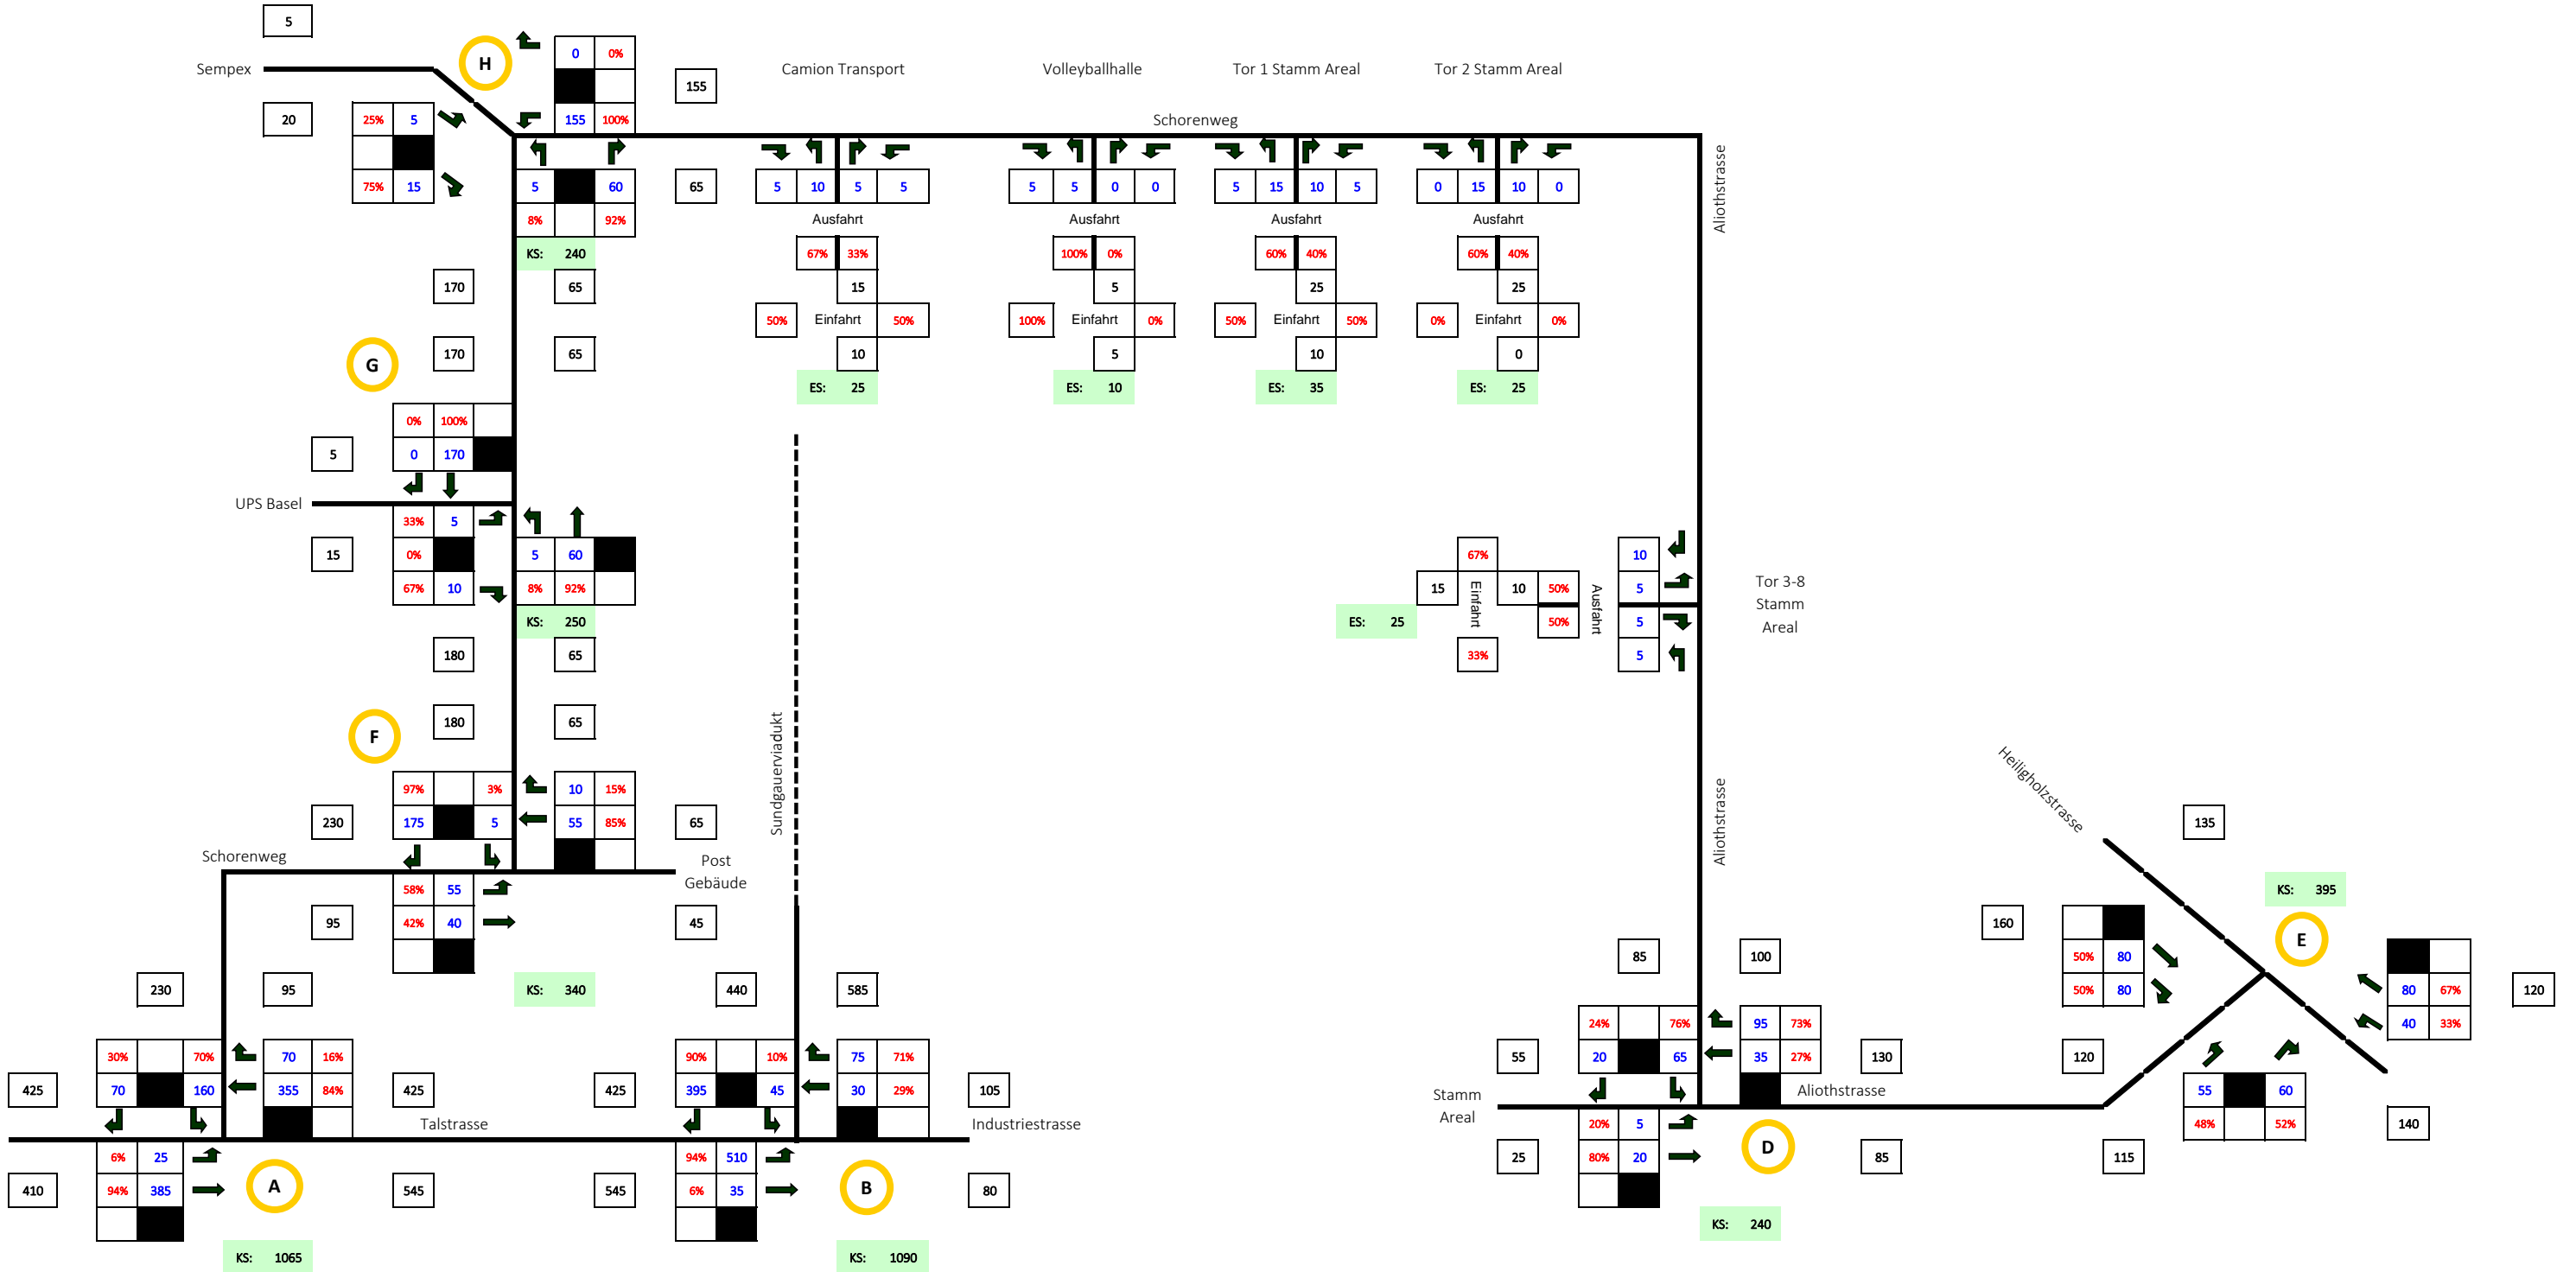 5
H
0 0%
Sempex
Camion Transport Volleyballhalle Tor 1 Stamm Areal Tor 2 Stamm Areal
155
20
25% 5
155 100%
Schorenweg
75% 15
5 60
65
5 10 5 5
5 5 0 0
5 15 10 5
0 15 10 0
Aliothstrasse
8% 92%
Ausfahrt Ausfahrt Ausfahrt Ausfahrt
KS: 240
67% 33%
100% 0%
60% 40%
60% 40%
170 65
15 5 25 25
50% Einfahrt 50%
100% Einfahrt 0%
50% Einfahrt 50%
0% Einfahrt 0%
G
170 65
10 5 10 0
ES: 25
ES: 10
ES: 35
ES: 25
0% 100%
5
0 170
UPS Basel
33% 5
15
0%
5 60
67% 10
8% 92%
KS: 250
67%
10
15 Einfahrt 10 50% Ausfahrt 5
Tor 3-8
Stamm
Areal
ES: 25
50%
5
33%
5
180 65
F
180 65
Sundgauerviadukt
Aliothstrasse
Heiligholzstrasse
97% 3%
10 15%
230
175 5
55 85%
65
135
Schorenweg
Post
Gebäude
58% 55
95
42% 40
45
KS: 395
160
E
230 95
KS: 340
440 585
85 100
50% 80
50% 80
80 67%
40 33%
120
30% 70%
70 16%
90% 10%
75 71%
24% 76%
95 73%
425
70 160
355 84%
425
425
395 45
30 29%
105
55
20 65
35 27%
130
120
55 60
48% 52%
140
Talstrasse
Industriestrasse
Stamm
Areal
Aliothstrasse
6% 25
94% 510
20% 5
410
94% 385
A
545
545
6% 35
B
80
25
80% 20
D
85
115
KS: 1065
KS: 1090
KS: 240